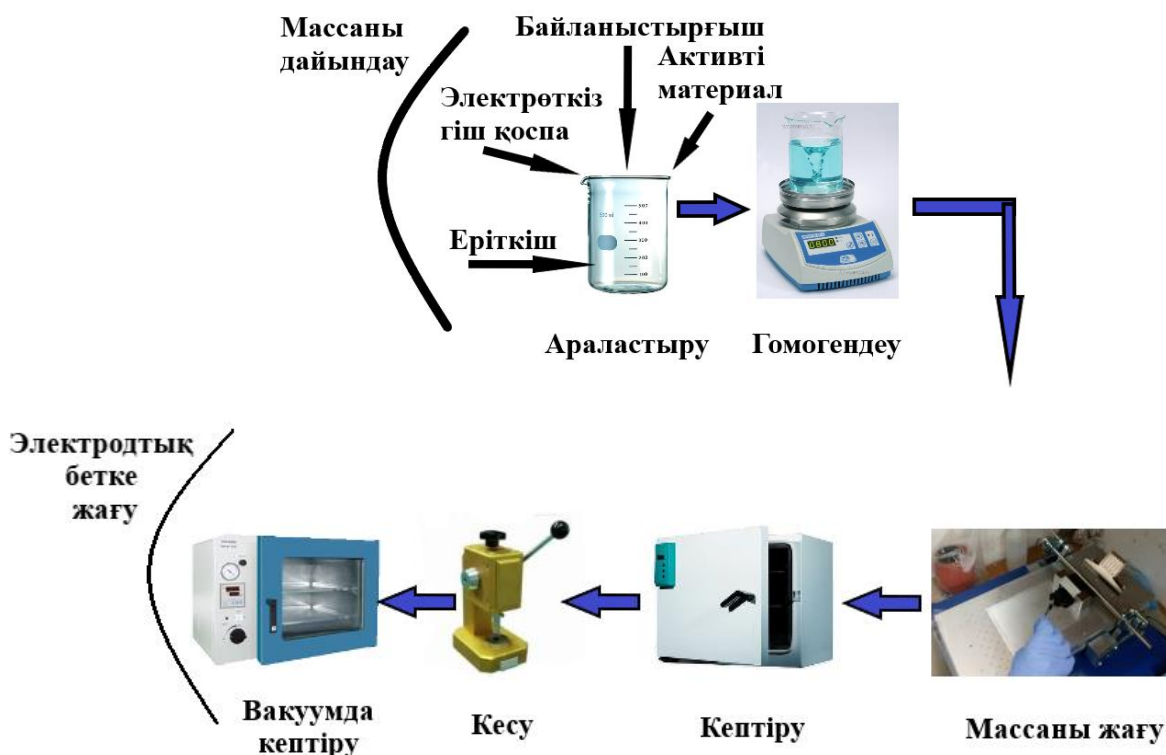 Массаны
дайындау
Байланыстырғыш
Активті
материал
Электрөткіз
гіш қоспа
Еріткіш
Араластыру
Гомогендеу
Электродтық
бетке
жағу
Вакуумда
кептіру
Кесу
Кептіру
Массаны жағу